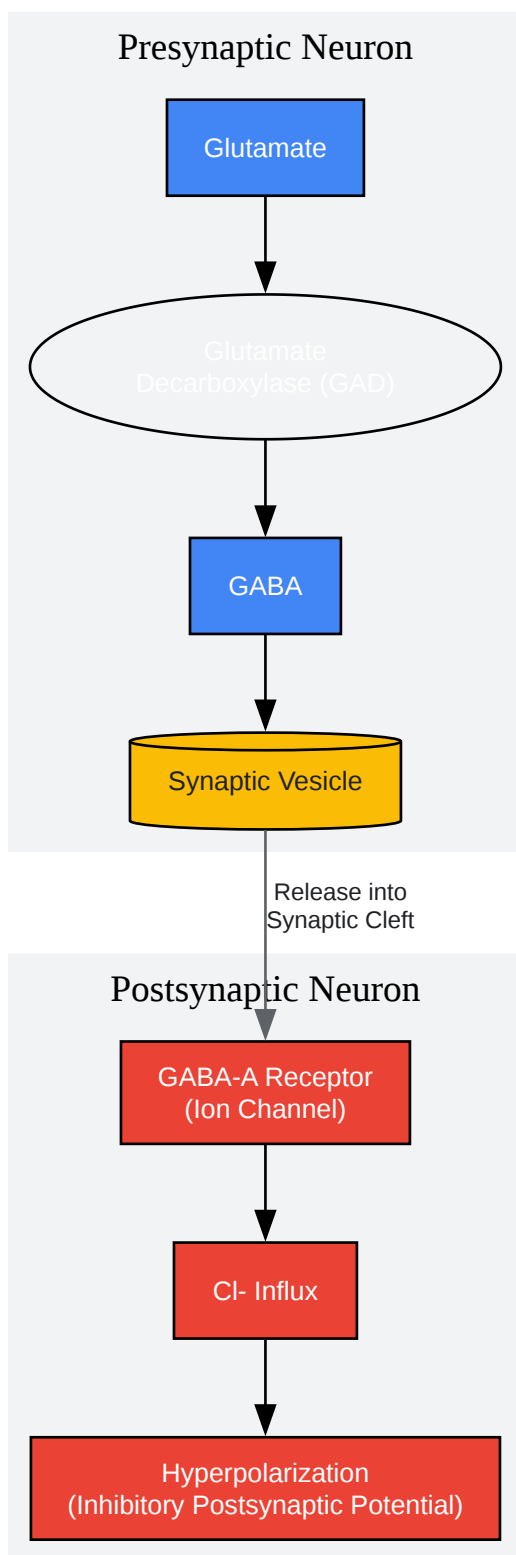 Presynaptic Neuron
Glutamate
Glutamate
Decarboxylase (GAD)
GABA
Synaptic Vesicle
Release into
Synaptic Cleft
Postsynaptic Neuron
GABA-A Receptor
(Ion Channel)
Cl- Influx
Hyperpolarization
(Inhibitory Postsynaptic Potential)